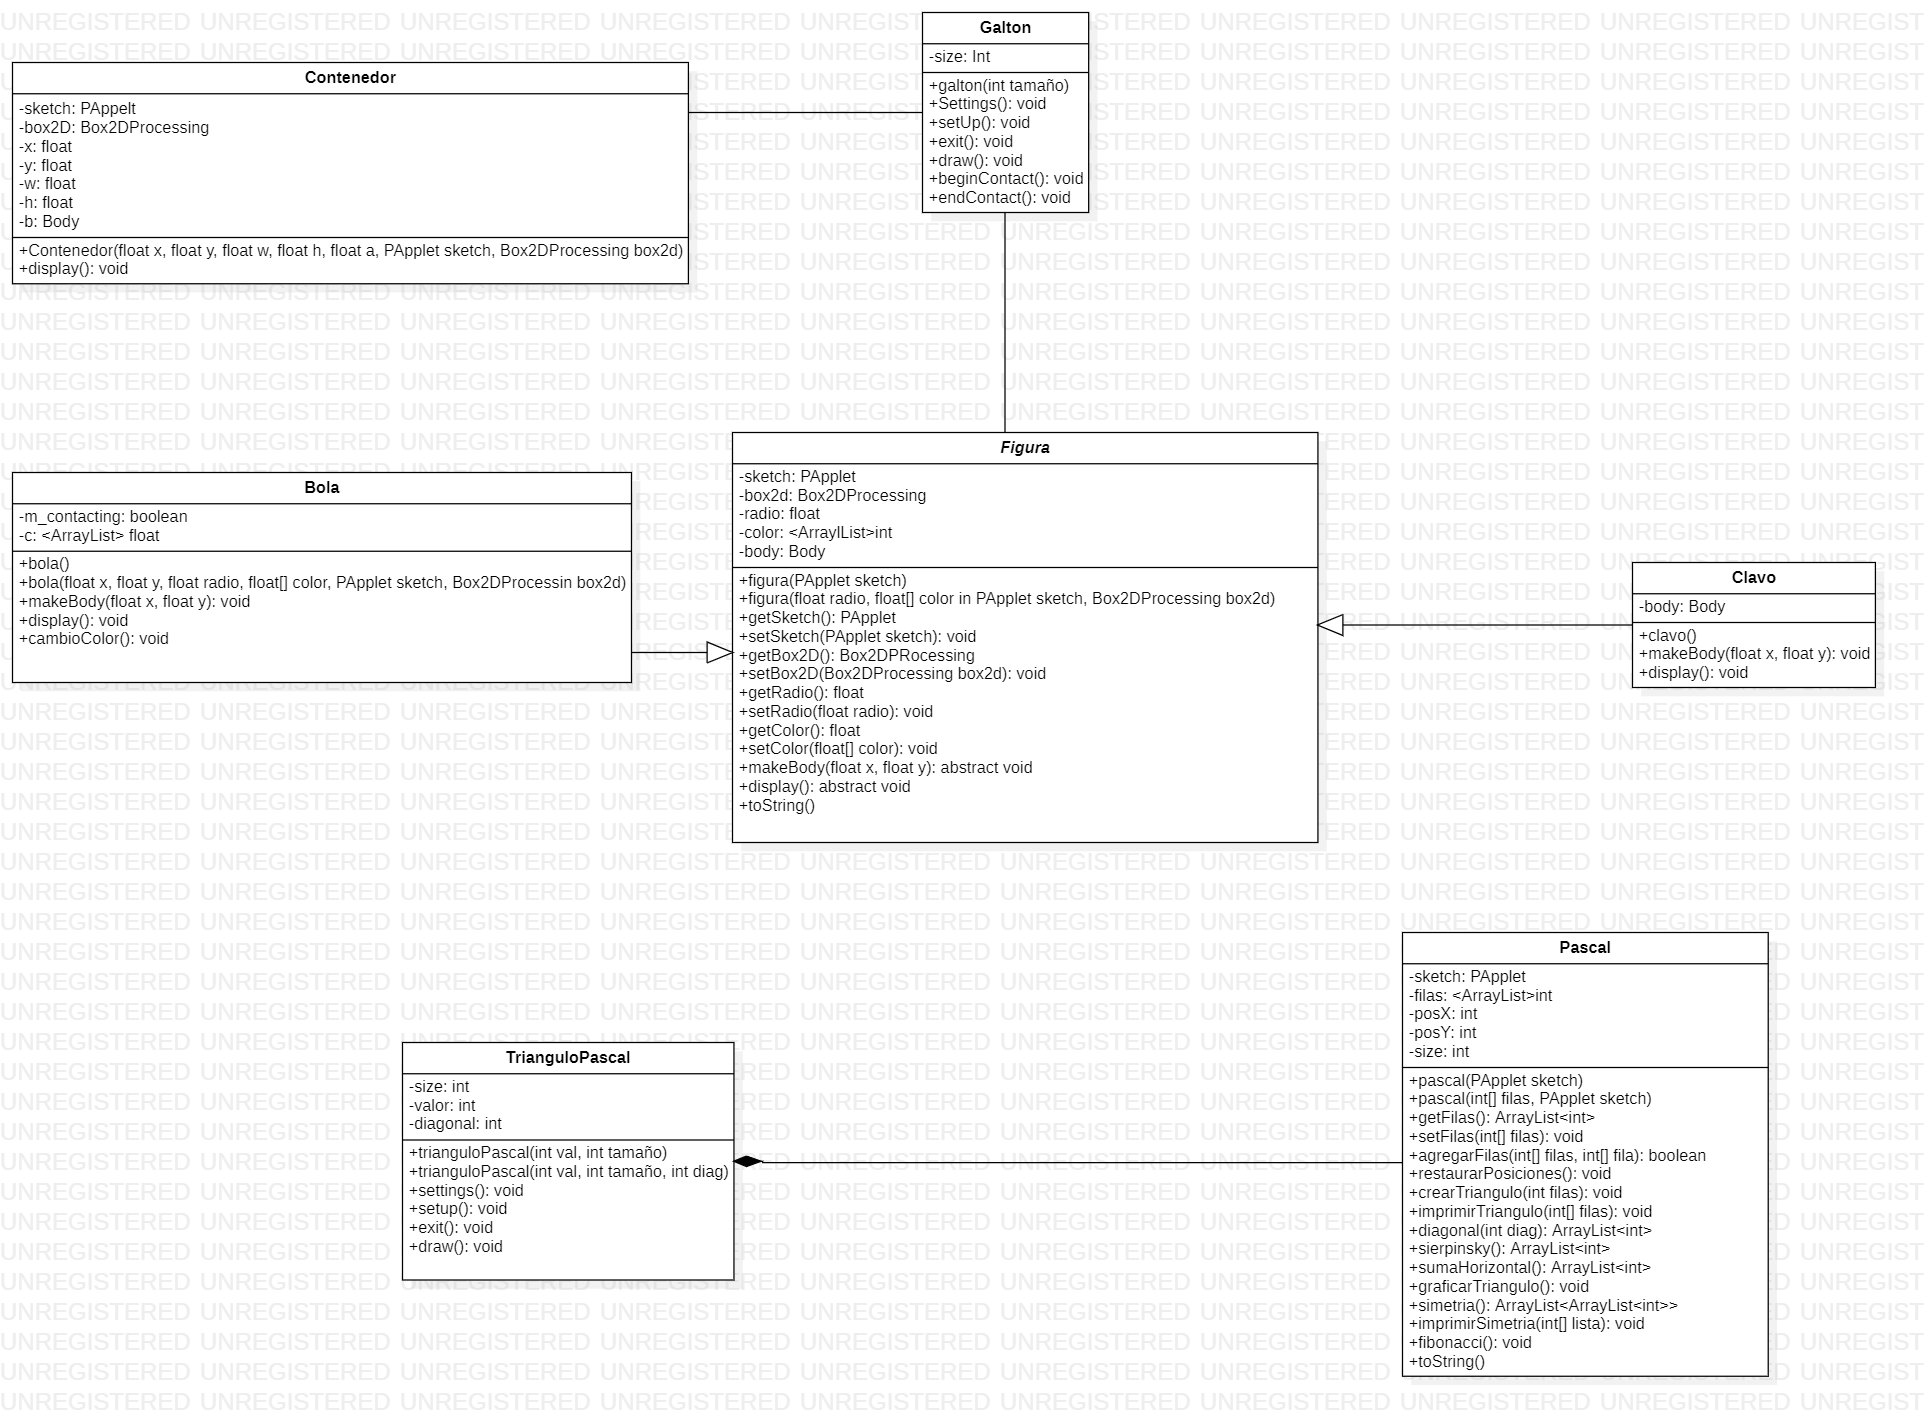 Galton
-size: Int
+galton(int tamaño)
+Settings(): void
+setUp(): void
+exit(): void
+draw(): void
+beginContact(): void
+endContact(): void
Contenedor
-sketch: PAppelt
-box2D: Box2DProcessing
-x: float
-y: float
-w: float
-h: float
-b: Body
+Contenedor(float x, float y, float w, float h, float a, PApplet sketch, Box2DProcessing box2d)
+display(): void
Figura
-sketch: PApplet
-box2d: Box2DProcessing
-radio: float
-color: <ArraylList>int
-body: Body
+figura(PApplet sketch)
+figura(float radio, float[] color in PApplet sketch, Box2DProcessing box2d)
+getSketch(): PApplet
+setSketch(PApplet sketch): void
+getBox2D(): Box2DPRocessing
+setBox2D(Box2DProcessing box2d): void
+getRadio(): float
+setRadio(float radio): void
+getColor(): float
+setColor(float[] color): void
+makeBody(float x, float y): abstract void
+display(): abstract void
+toString()
Bola
-m_contacting: boolean
-c: <ArrayList> float
+bola()
+bola(float x, float y, float radio, float[] color, PApplet sketch, Box2DProcessin box2d)
+makeBody(float x, float y): void
+display(): void
+cambioColor(): void
Clavo
-body: Body
+clavo()
+makeBody(float x, float y): void
+display(): void
Pascal
-sketch: PApplet
-filas: <ArrayList>int
-posX: int
-posY: int
-size: int
+pascal(PApplet sketch)
+pascal(int[] filas, PApplet sketch)
+getFilas(): ArrayList<int>
+setFilas(int[] filas): void
+agregarFilas(int[] filas, int[] fila): boolean
+restaurarPosiciones(): void
+crearTriangulo(int filas): void
+imprimirTriangulo(int[] filas): void
+diagonal(int diag): ArrayList<int>
+sierpinsky(): ArrayList<int>
+sumaHorizontal(): ArrayList<int>
+graficarTriangulo(): void
+simetria(): ArrayList<ArrayList<int>>
+imprimirSimetria(int[] lista): void
+fibonacci(): void
+toString()
TrianguloPascal
-size: int
-valor: int
-diagonal: int
+trianguloPascal(int val, int tamaño)
+trianguloPascal(int val, int tamaño, int diag)
+settings(): void
+setup(): void
+exit(): void
+draw(): void
UNREGISTERED